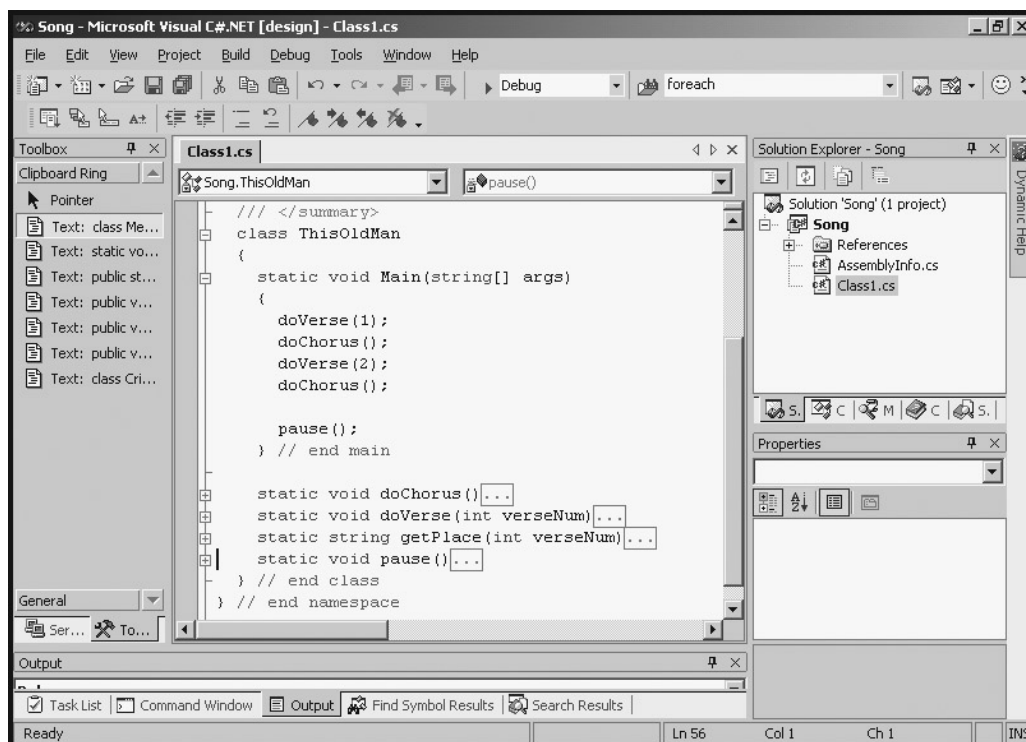 Song - Microsoft Visual C#.NET [design] - Class1.cs
File Edit View Project Build Debug Tools Window Help
Debug foreach
Toolbox
Clipboard Ring
Pointer
Text: class Me...
Text: static vo...
Text: public st...
Text: public v...
Text: public v...
Text: public v...
Text: class Cri...
General
Ser... To...
Class1.cs
Song.ThisOldMan pause()
/// </summary>
class ThisOldMan
{
static void Main(string[] args)
{
doVerse(1);
doChorus();
doVerse(2);
doChorus();
pause();
} // end main
static void doChorus()...
static void doVerse(int verseNum)...
static string getPlace(int verseNum)...
static void pause()...
} // end class
} // end namespace
Solution Explorer - Song
Solution 'Song' (1 project)
Song
References
AssemblyInfo.cs
Class1.cs
S. C M C S.
Properties
Dynamic Help
Output
Task List Command Window Output Find Symbol Results Search Results
Ready Ln 56 Col 1 Ch 1 INS